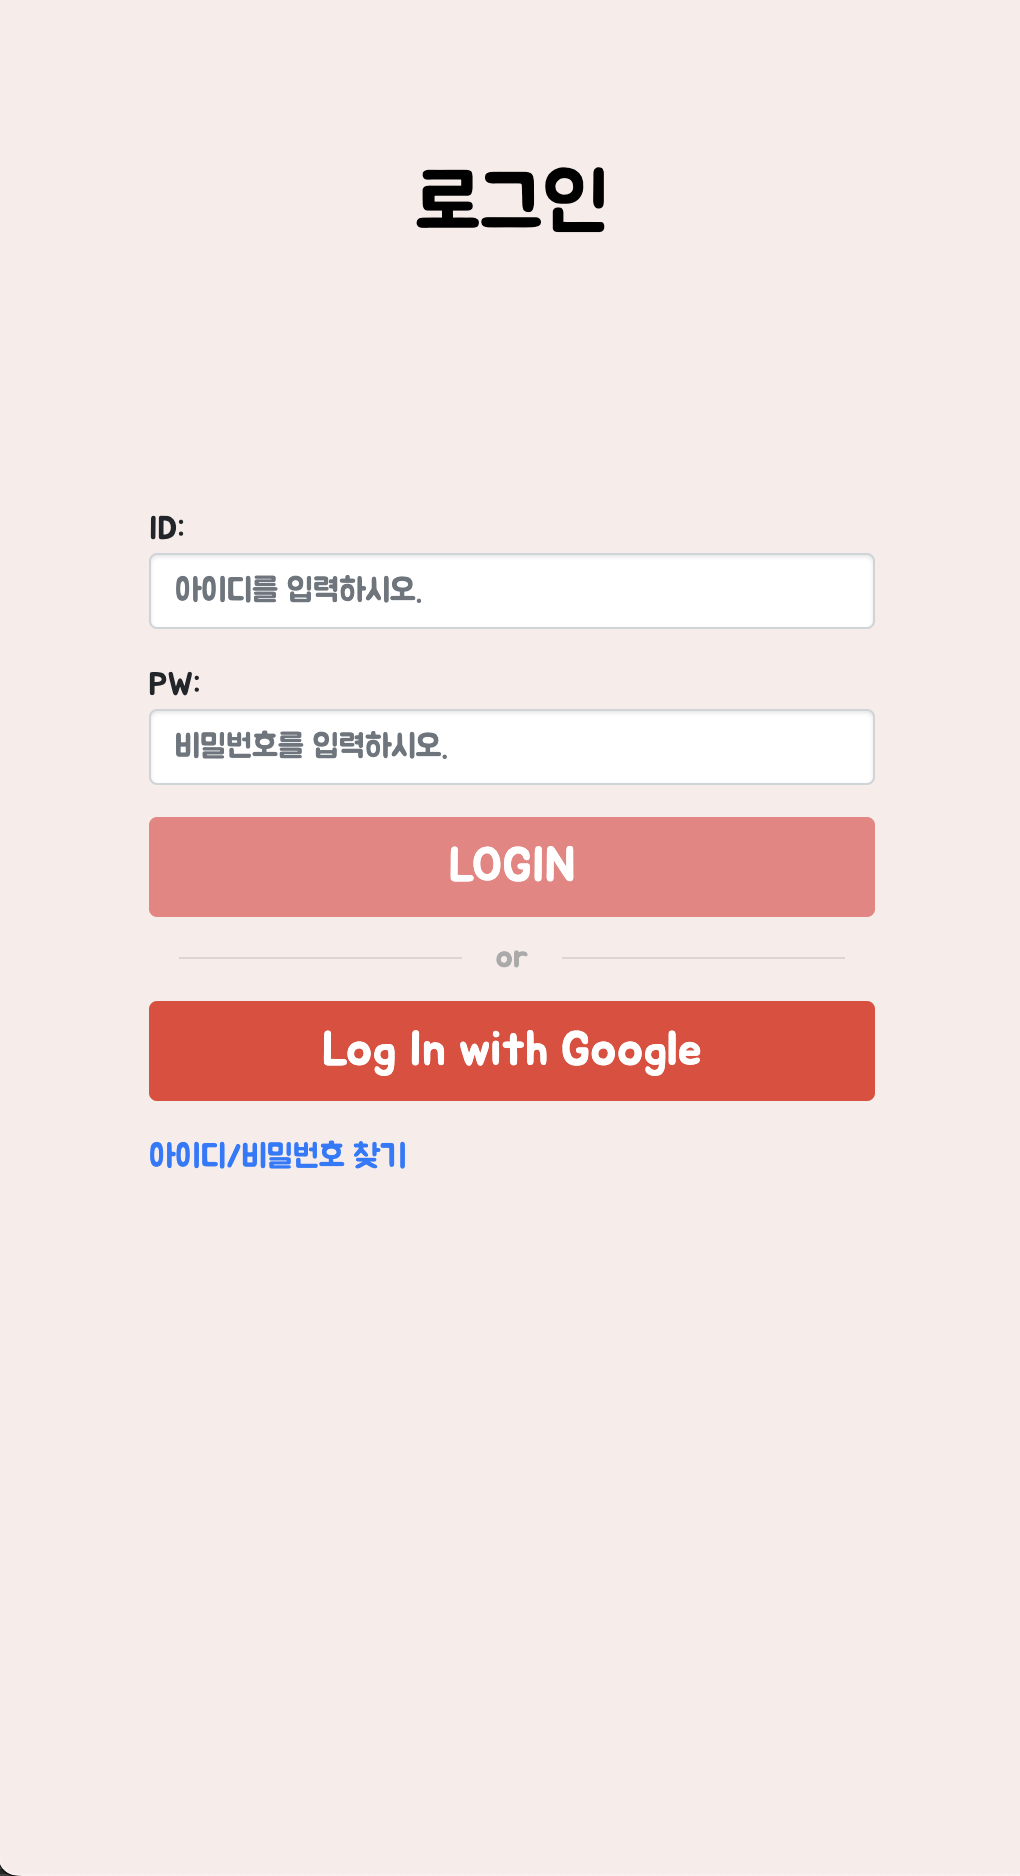 로그인
ID:
아이디를 입력하시오.
PW:
비밀번호를 입력하시오.
LOGIN
or
Log In with Google
아이디/비밀번호 찾기